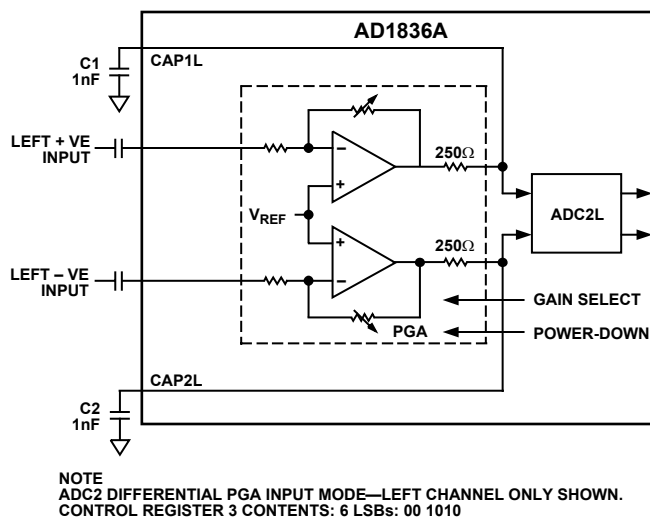 AD1836A
C1
1nF
CAP1L
LEFT + VE
INPUT
250Ω
VREF
ADC2L
250Ω
LEFT – VE
INPUT
GAIN SELECT
PGA
POWER-DOWN
CAP2L
C2
1nF
NOTE
ADC2 DIFFERENTIAL PGA INPUT MODE—LEFT CHANNEL ONLY SHOWN.
CONTROL REGISTER 3 CONTENTS: 6 LSBs: 00 1010